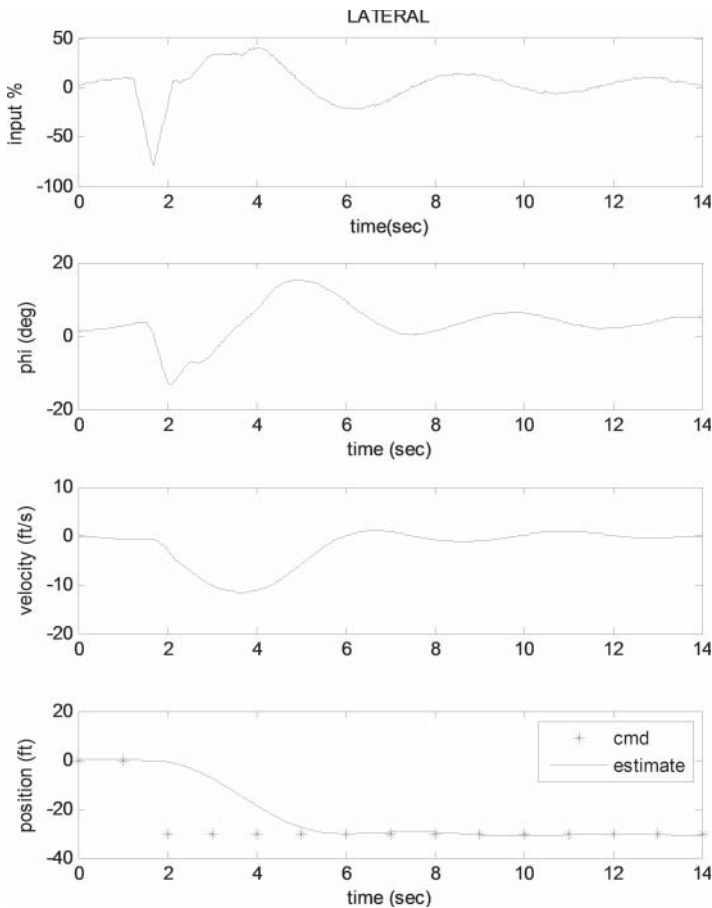 LATERAL
50
0
-50
-100
input %
0 2 4 6 8 10 12 14
time(sec)
20
0
-20
phi (deg)
0 2 4 6 8 10 12 14
time (sec)
10
0
-10
-20
velocity (ft/s)
0 2 4 6 8 10 12 14
20
0
-20
-40
position (ft)
cmd
estimate
0 2 4 6 8 10 12 14
time (sec)